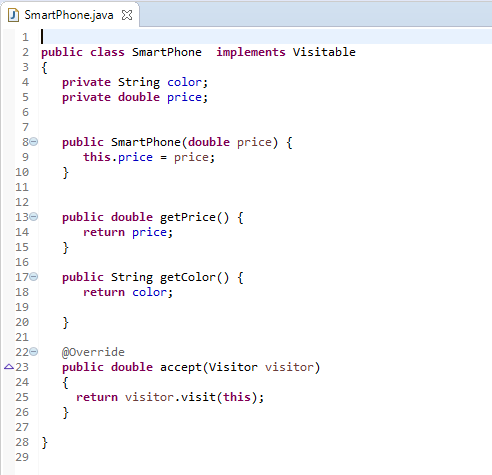 SmartPhone.java
1
2 public class SmartPhone  implements Visitable
3 {
4    private String color;
5    private double price;
6
7
8    public SmartPhone(double price) {
9       this.price = price;
10    }
11
12
13    public double getPrice() {
14       return price;
15    }
16
17    public String getColor() {
18       return color;
19
20    }
21
22    @Override
23    public double accept(Visitor visitor)
24    {
25      return visitor.visit(this);
26    }
27
28 }
29